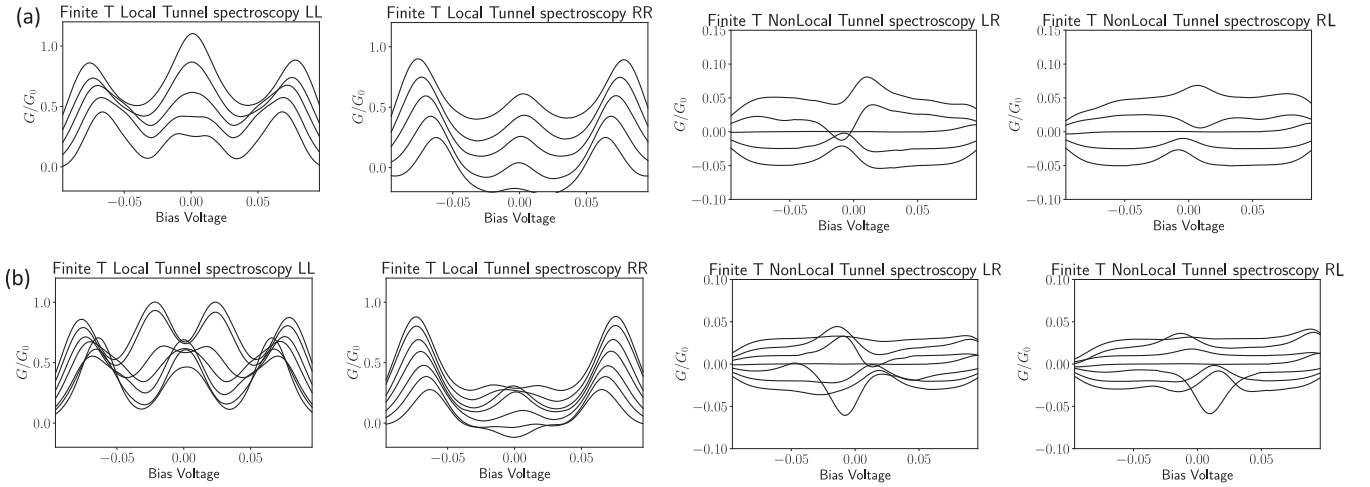 (a)
Finite T Local Tunnel spectroscopy LL
1.0
0.5
0.0
G/G₀
−0.05 0.00 0.05
Bias Voltage
Finite T Local Tunnel spectroscopy RR
1.0
0.5
0.0
G/G₀
−0.05 0.00 0.05
Bias Voltage
Finite T NonLocal Tunnel spectroscopy LR
0.15
0.10
0.05
0.00
−0.05
−0.10
G/G₀
−0.05 0.00 0.05
Bias Voltage
Finite T NonLocal Tunnel spectroscopy RL
0.15
0.10
0.05
0.00
−0.05
−0.10
G/G₀
−0.05 0.00 0.05
Bias Voltage
(b)
Finite T Local Tunnel spectroscopy LL
1.0
0.5
0.0
G/G₀
−0.05 0.00 0.05
Bias Voltage
Finite T Local Tunnel spectroscopy RR
1.0
0.5
0.0
G/G₀
−0.05 0.00 0.05
Bias Voltage
Finite T NonLocal Tunnel spectroscopy LR
0.10
0.05
0.00
−0.05
−0.10
G/G₀
−0.05 0.00 0.05
Bias Voltage
Finite T NonLocal Tunnel spectroscopy RL
0.10
0.05
0.00
−0.05
−0.10
G/G₀
−0.05 0.00 0.05
Bias Voltage